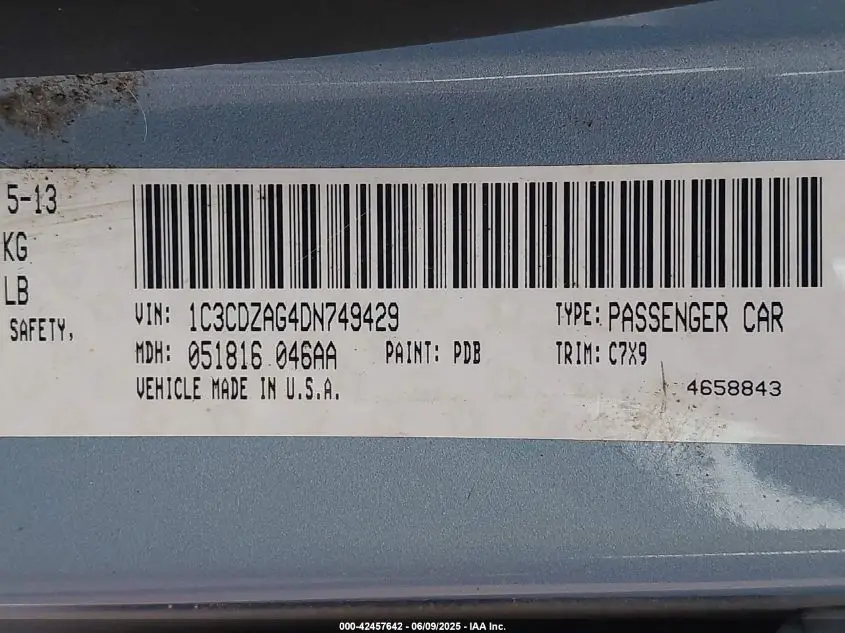 5-13
KG
LB
SAFETY,
VIN: 1C3CDZAG4DN749429
TYPE: PASSENGER CAR
MDH: 051816 046AA
PAINT: PDB
TRIM: C7X9
VEHICLE MADE IN U.S.A.
4658843
000-42457642 - 06/09/2025 - IAA Inc.